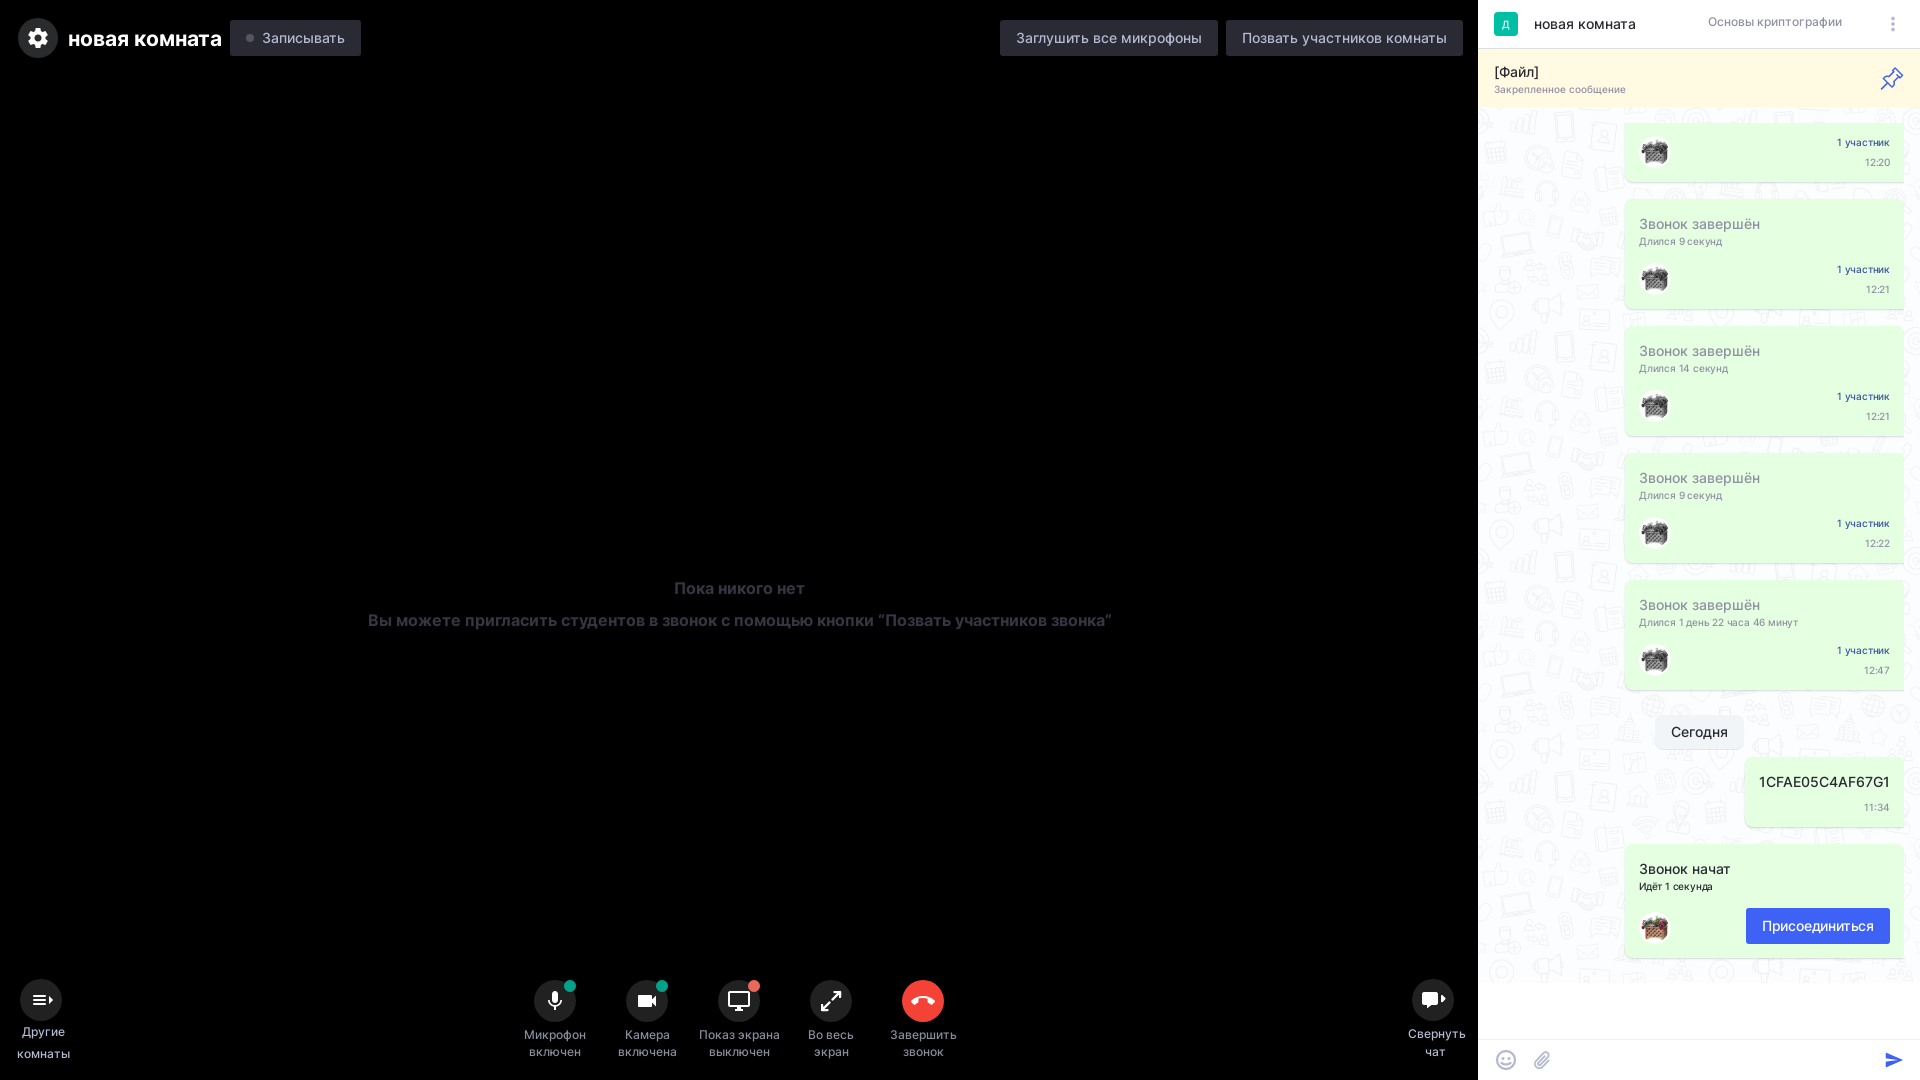 новая комната
Записывать
Заглушить все микрофоны
Позвать участников комнаты
Пока никого нет
Вы можете пригласить студентов в звонок с помощью кнопки “Позвать участников звонка”
Другие
комнаты
Микрофон
включен
Камера
включена
Показ экрана
выключен
Во весь
экран
Завершить
звонок
Свернуть
чат
Д
новая комната
Основы криптографии
[Файл]
Закрепленное сообщение
1 участник
12:20
Звонок завершён
Длился 9 секунд
1 участник
12:21
Звонок завершён
Длился 14 секунд
1 участник
12:21
Звонок завершён
Длился 9 секунд
1 участник
12:22
Звонок завершён
Длился 1 день 22 часа 46 минут
1 участник
12:47
Сегодня
1CFAE05C4AF67G1
11:34
Звонок начат
Идёт 1 секунда
Присоединиться